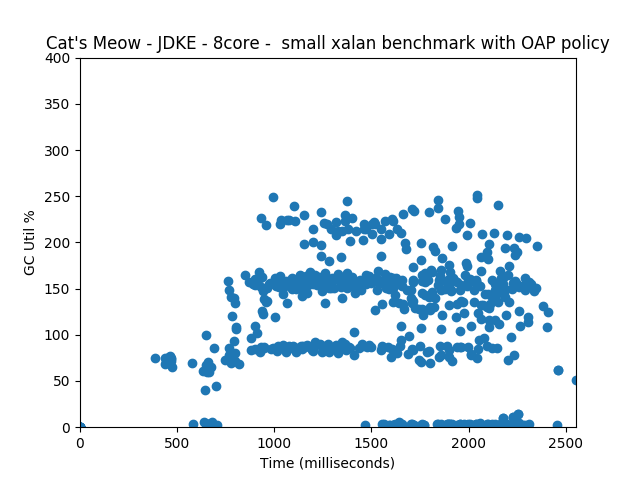 Cat's Meow - JDKE - 8core -  small xalan benchmark with OAP policy
400
350
300
250
200
150
100
50
0
GC Util %
0 500 1000 1500 2000 2500
Time (milliseconds)